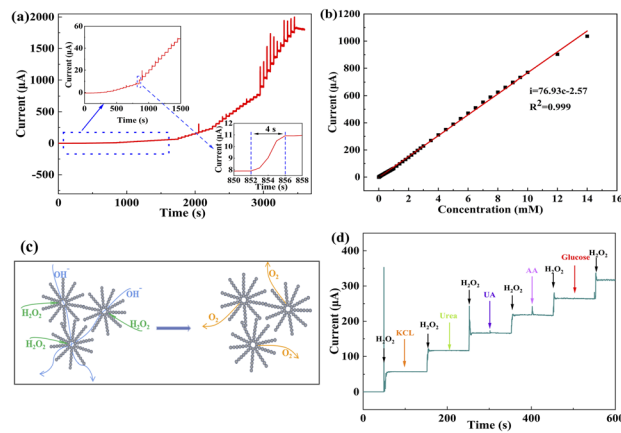 (a)
2000
1500
1000
500
0
Current (μA)
0
1000
2000
3000
Time (s)
60
40
20
0
Current (μA)
0
500
1000
1500
Time (s)
11
10
9
8
Current (μA)
4 s
850 852 854 856 858
Time (s)
(b)
1200
1000
800
600
400
200
0
Current (μA)
i=76.93c-2.57
R²=0.999
0 2 4 6 8 10 12 14 16
Concentration (mM)
(c)
OH⁻
OH⁻
H₂O₂
H₂O₂
H₂O₂
O₂
O₂
O₂
(d)
400
300
200
100
0
Current (μA)
H₂O₂
KCL
H₂O₂
Urea
H₂O₂
UA
H₂O₂
AA
H₂O₂
Glucose
H₂O₂
0
200
400
600
Time (s)